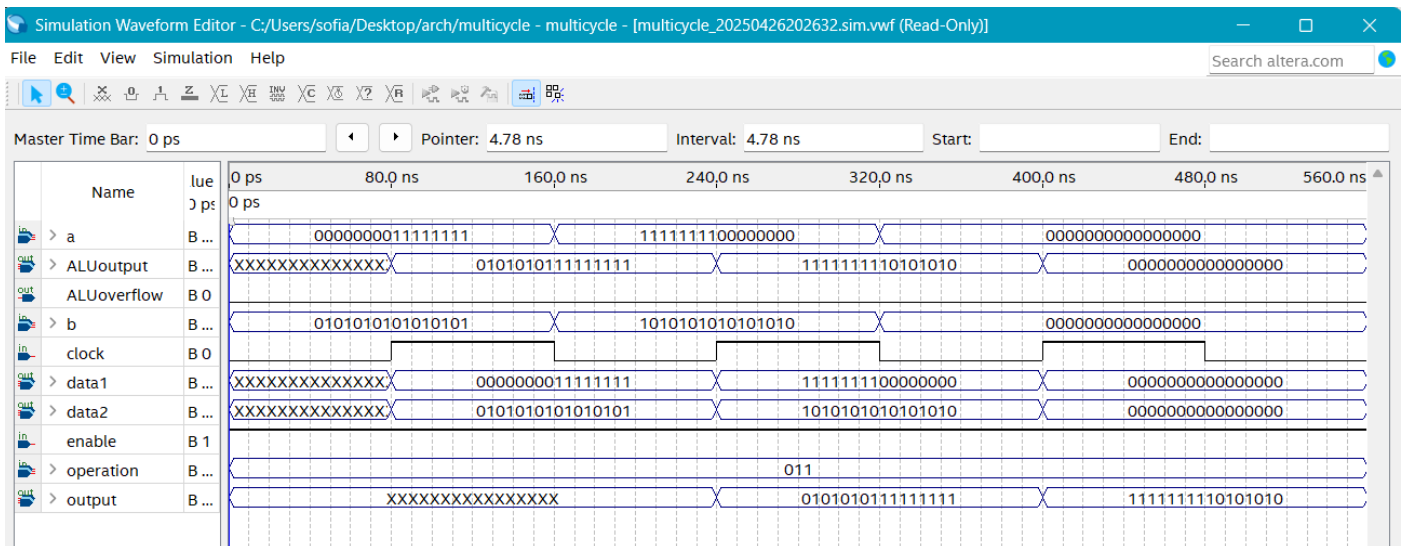 Simulation Waveform Editor - C:/Users/sofia/Desktop/arch/multicycle - multicycle - [multicycle_20250426202632.sim.vwf (Read-Only)]
File Edit View Simulation Help
Search altera.com
Master Time Bar: 0 ps Pointer: 4.78 ns Interval: 4.78 ns Start: End:
Name lue 0 ps 80.0 ns 160.0 ns 240.0 ns 320.0 ns 400.0 ns 480.0 ns 560.0 ns
0 ps 0 ps
a B ... 0000000011111111 1111111100000000 0000000000000000
ALUoutput B ... XXXXXXXXXXXXXX 0101010111111111 1111111110101010 0000000000000000
ALUoverflow B 0
b B ... 0101010101010101 1010101010101010 0000000000000000
clock B 0
data1 B ... XXXXXXXXXXXXXX 0000000011111111 1111111100000000 0000000000000000
data2 B ... XXXXXXXXXXXXXX 0101010101010101 1010101010101010 0000000000000000
enable B 1
operation B ... 011
output B ... XXXXXXXXXXXXXXXX 0101010111111111 1111111110101010